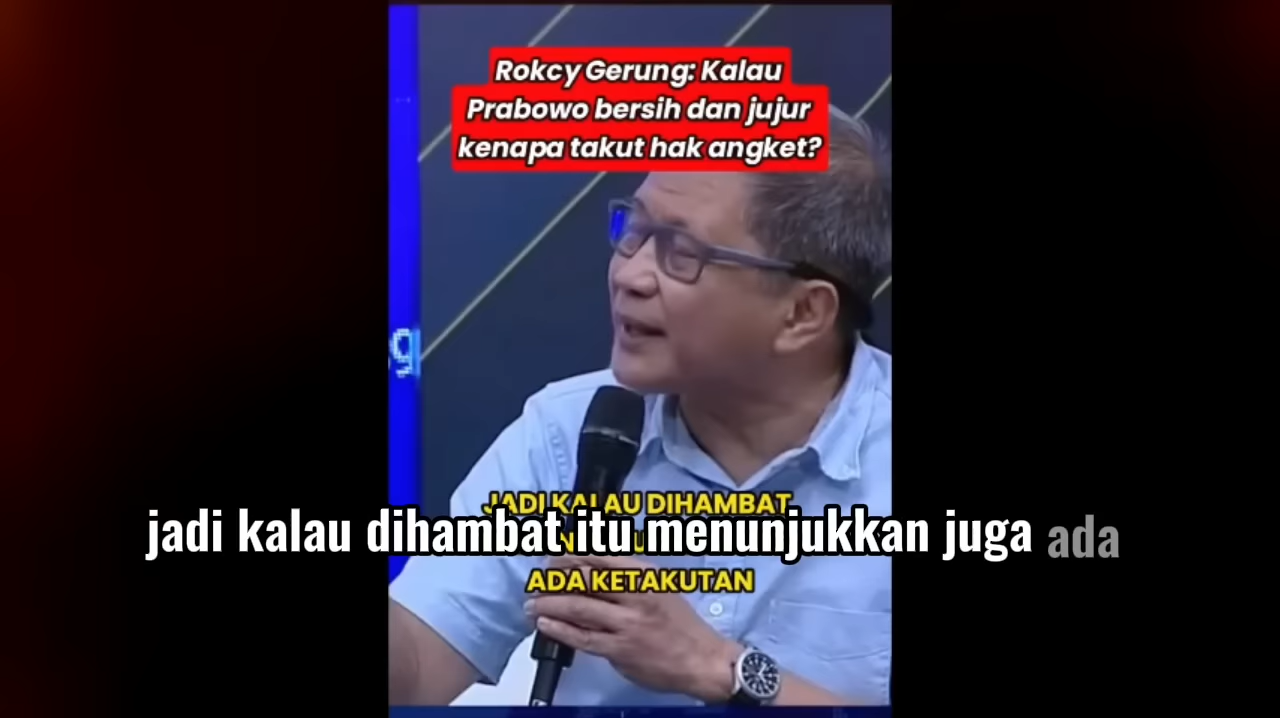 Rokcy Gerung: Kalau
Prabowo bersih dan jujur
kenapa takut hak angket?
g
JADI KALAU DIHAMBAT
jadi kalau dihambat itu menunjukkan juga ada
ADA KETAKUTAN